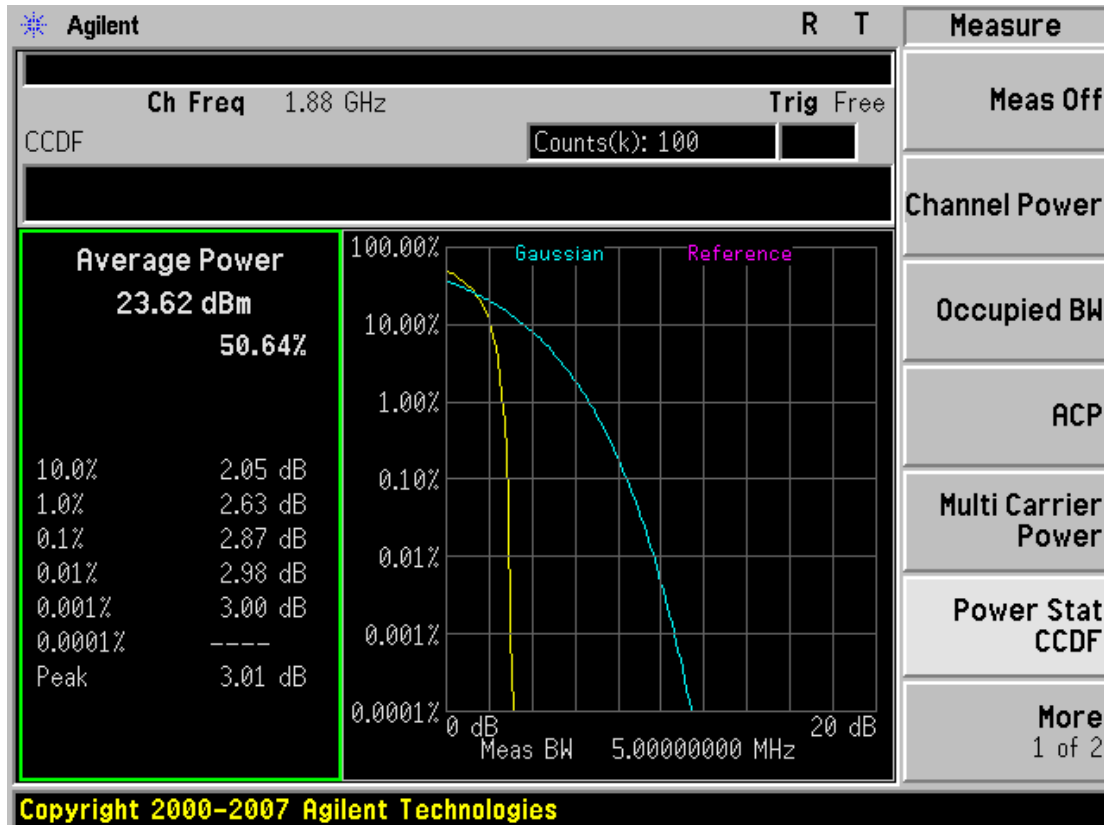 Agilent R T Measure
Ch Freq 1.88 GHz Trig Free
Meas Off
CCDF Counts(k): 100
Channel Power
Average Power
23.62 dBm
50.64%
10.0% 2.05 dB
1.0% 2.63 dB
0.1% 2.87 dB
0.01% 2.98 dB
0.001% 3.00 dB
0.0001% ----
Peak 3.01 dB
Gaussian Reference
100.00%
10.00%
1.00%
0.10%
0.01%
0.001%
0.0001%
0 dB 20 dB
Meas BW 5.00000000 MHz
Occupied BW
ACP
Multi Carrier
Power
Power Stat
CCDF
More
1 of 2
Copyright 2000-2007 Agilent Technologies